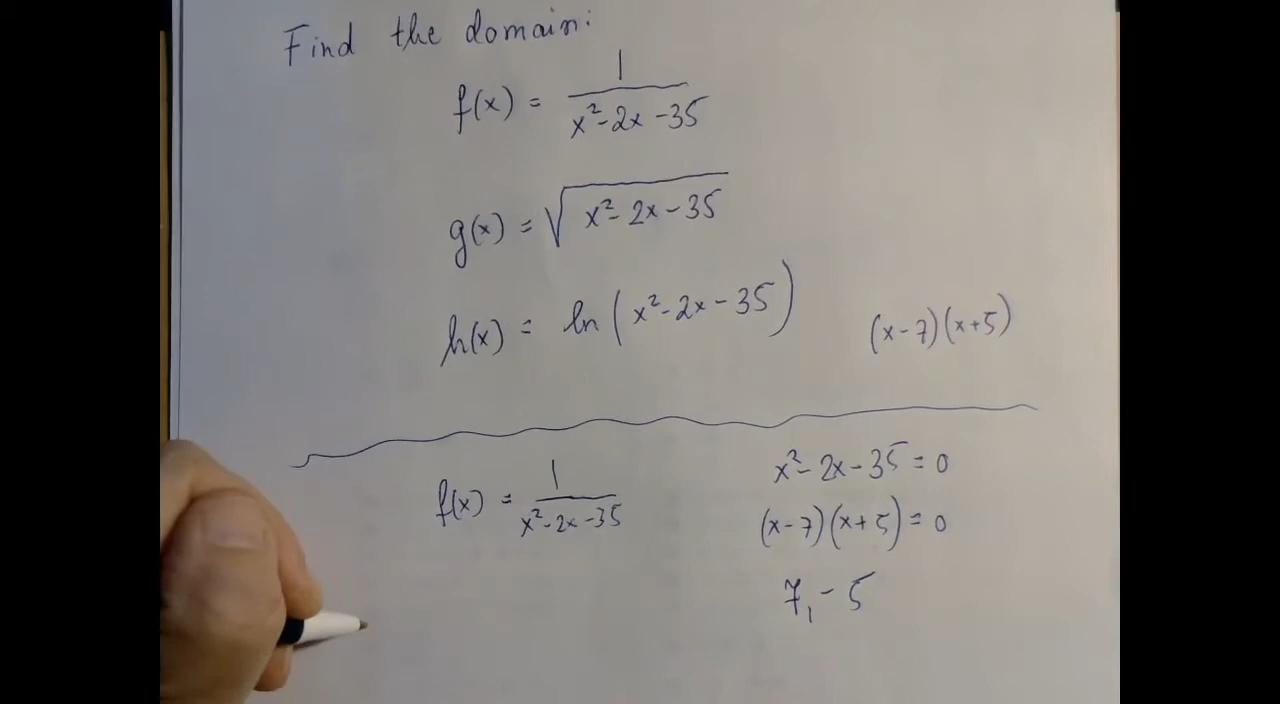 Find the domain:
f(x) = 1/(x²-2x-35)
g(x) = √(x²-2x-35)
h(x) = ln(x²-2x-35)
(x-7)(x+5)
f(x) = 1/(x²-2x-35)
x²-2x-35=0
(x-7)(x+5)=0
7, -5